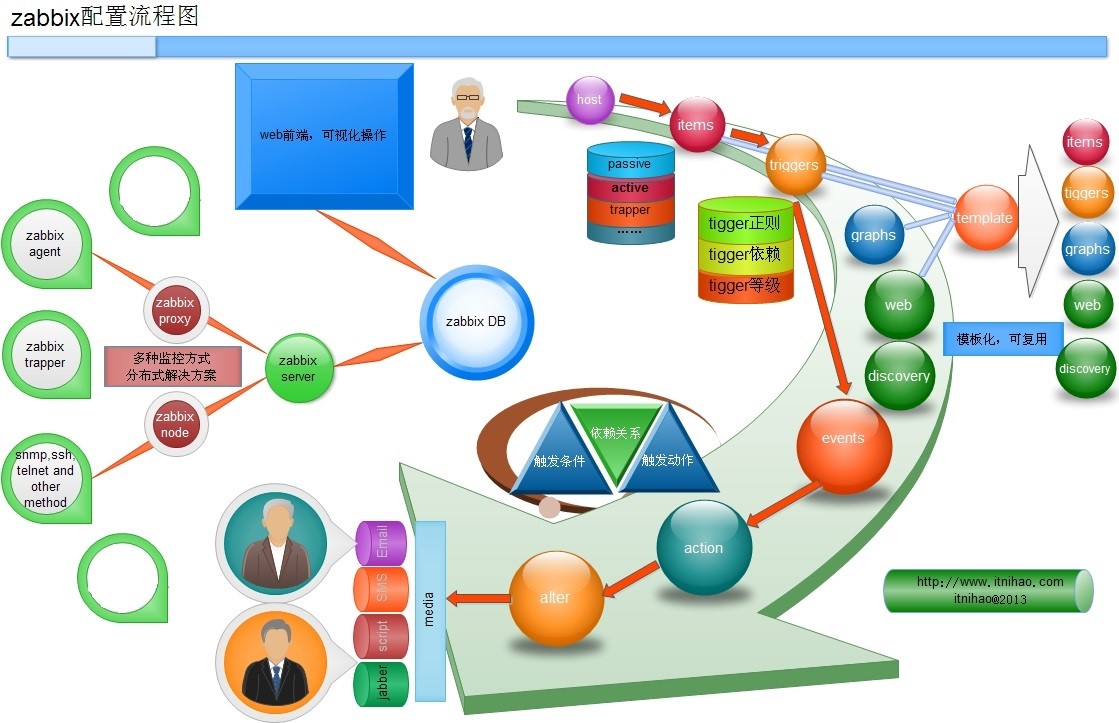 zabbix配置流程图
web前端，可视化操作
host
items
triggers
passive
active
trapper
......
tigger正则
tigger依赖
tigger等级
graphs
web
discovery
template
items
tiggers
graphs
web
discovery
模板化，可复用
zabbix
agent
zabbix
trapper
snmp,ssh,
telnet and
other
method
zabbix
proxy
多种监控方式
分布式解决方案
zabbix
node
zabbix
server
zabbix DB
触发条件
依赖关系
触发动作
events
action
alter
media
Email
SMS
script
jabber
http://www.itnihao.com
itnihao@2013